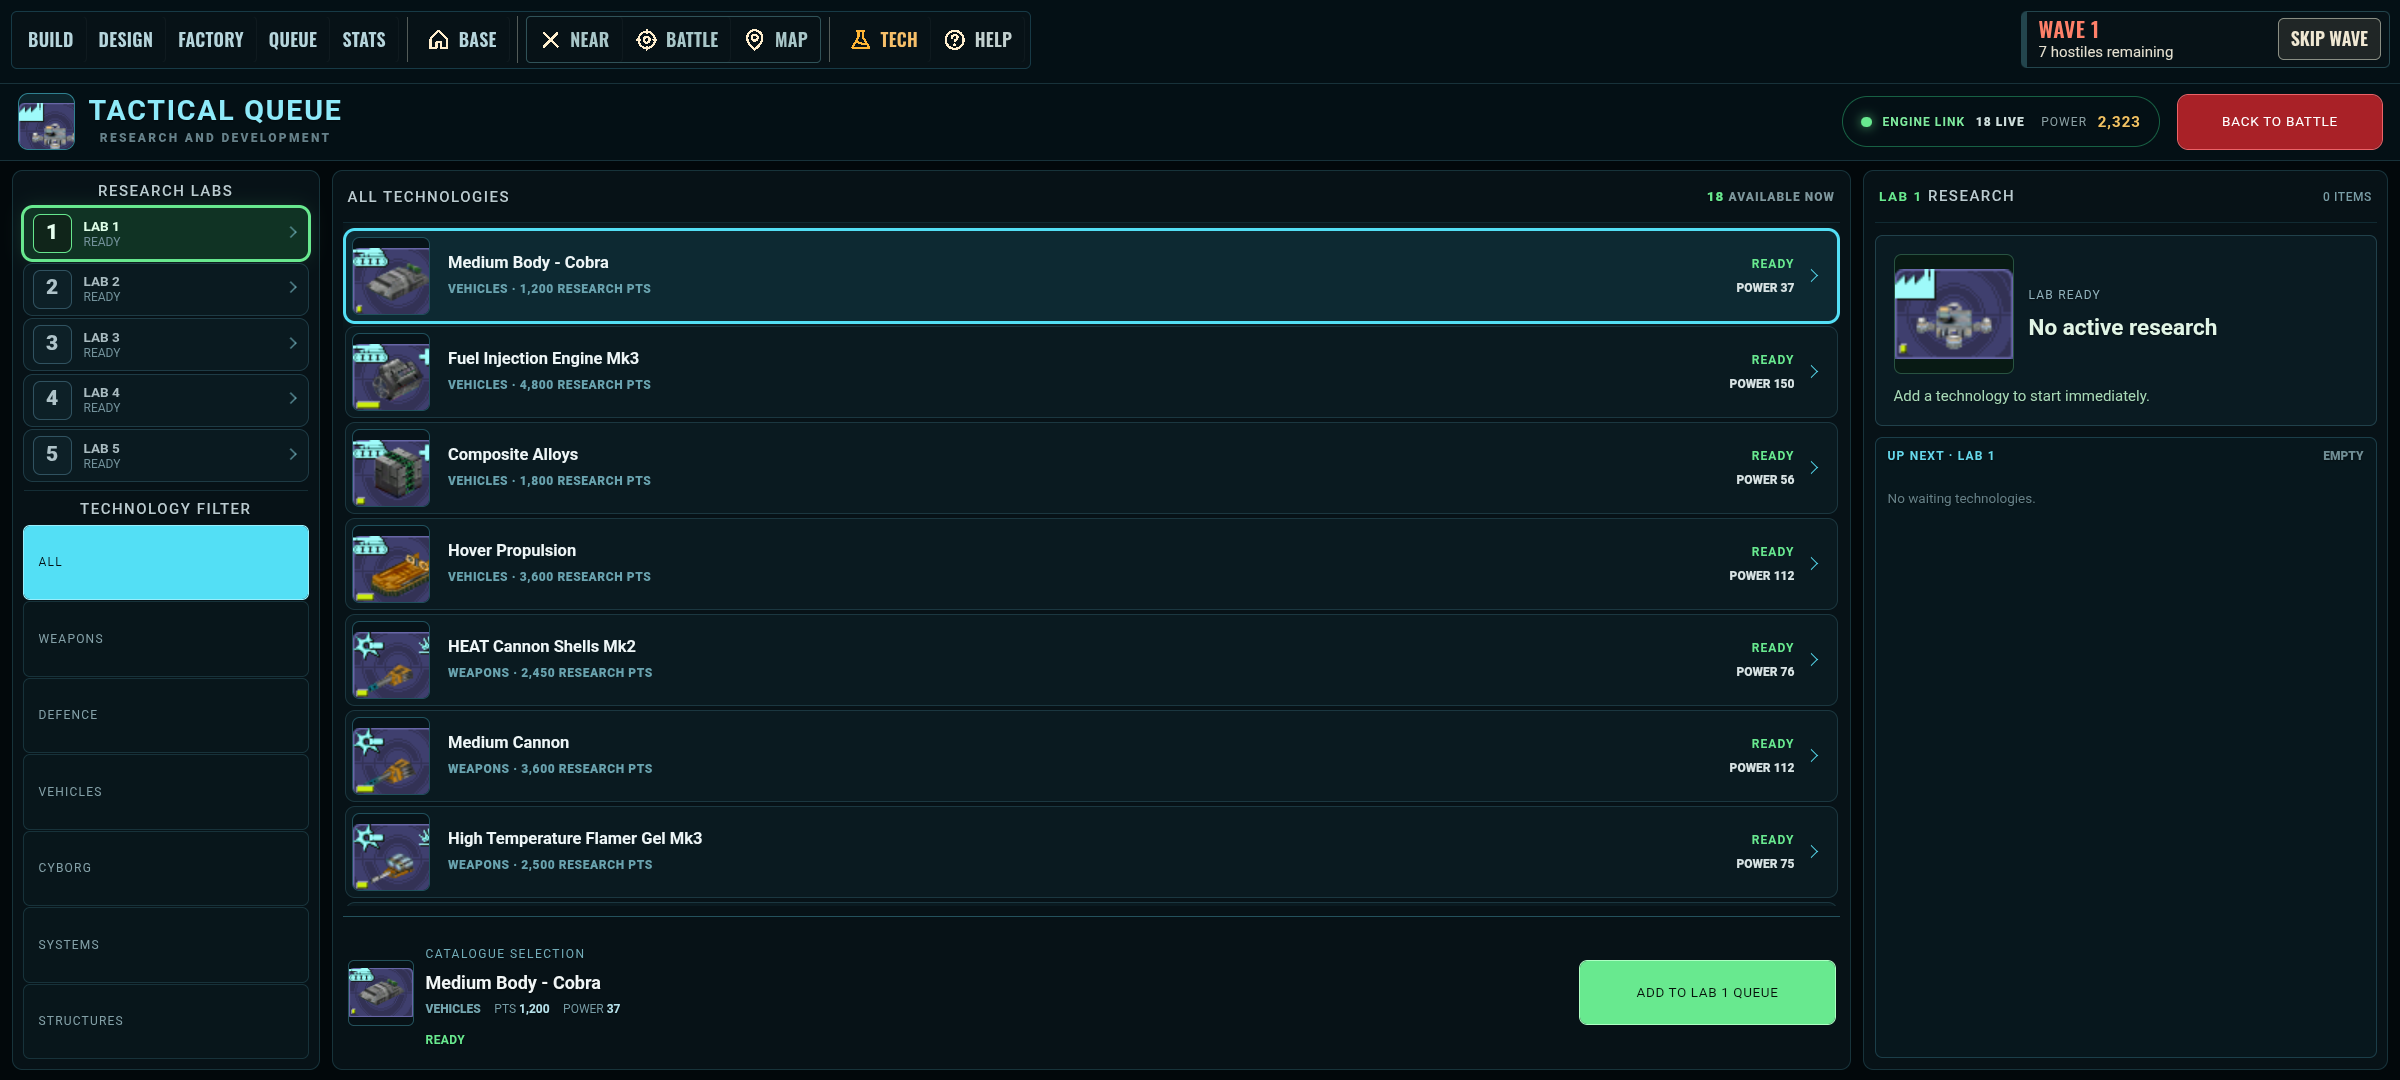 BUILD DESIGN FACTORY QUEUE STATS BASE NEAR BATTLE MAP TECH HELP
WAVE 1
7 hostiles remaining
SKIP WAVE
TACTICAL QUEUE
RESEARCH AND DEVELOPMENT
ENGINE LINK 18 LIVE POWER 2,323
BACK TO BATTLE
RESEARCH LABS
1
LAB 1
READY
2
LAB 2
READY
3
LAB 3
READY
4
LAB 4
READY
5
LAB 5
READY
TECHNOLOGY FILTER
ALL
WEAPONS
DEFENCE
VEHICLES
CYBORG
SYSTEMS
STRUCTURES
ALL TECHNOLOGIES
18 AVAILABLE NOW
Medium Body - Cobra
VEHICLES · 1,200 RESEARCH PTS
READY
POWER 37
Fuel Injection Engine Mk3
VEHICLES · 4,800 RESEARCH PTS
READY
POWER 150
Composite Alloys
VEHICLES · 1,800 RESEARCH PTS
READY
POWER 56
Hover Propulsion
VEHICLES · 3,600 RESEARCH PTS
READY
POWER 112
HEAT Cannon Shells Mk2
WEAPONS · 2,450 RESEARCH PTS
READY
POWER 76
Medium Cannon
WEAPONS · 3,600 RESEARCH PTS
READY
POWER 112
High Temperature Flamer Gel Mk3
WEAPONS · 2,500 RESEARCH PTS
READY
POWER 75
CATALOGUE SELECTION
Medium Body - Cobra
VEHICLES PTS 1,200 POWER 37
READY
ADD TO LAB 1 QUEUE
LAB 1 RESEARCH
0 ITEMS
LAB READY
No active research
Add a technology to start immediately.
UP NEXT · LAB 1
EMPTY
No waiting technologies.